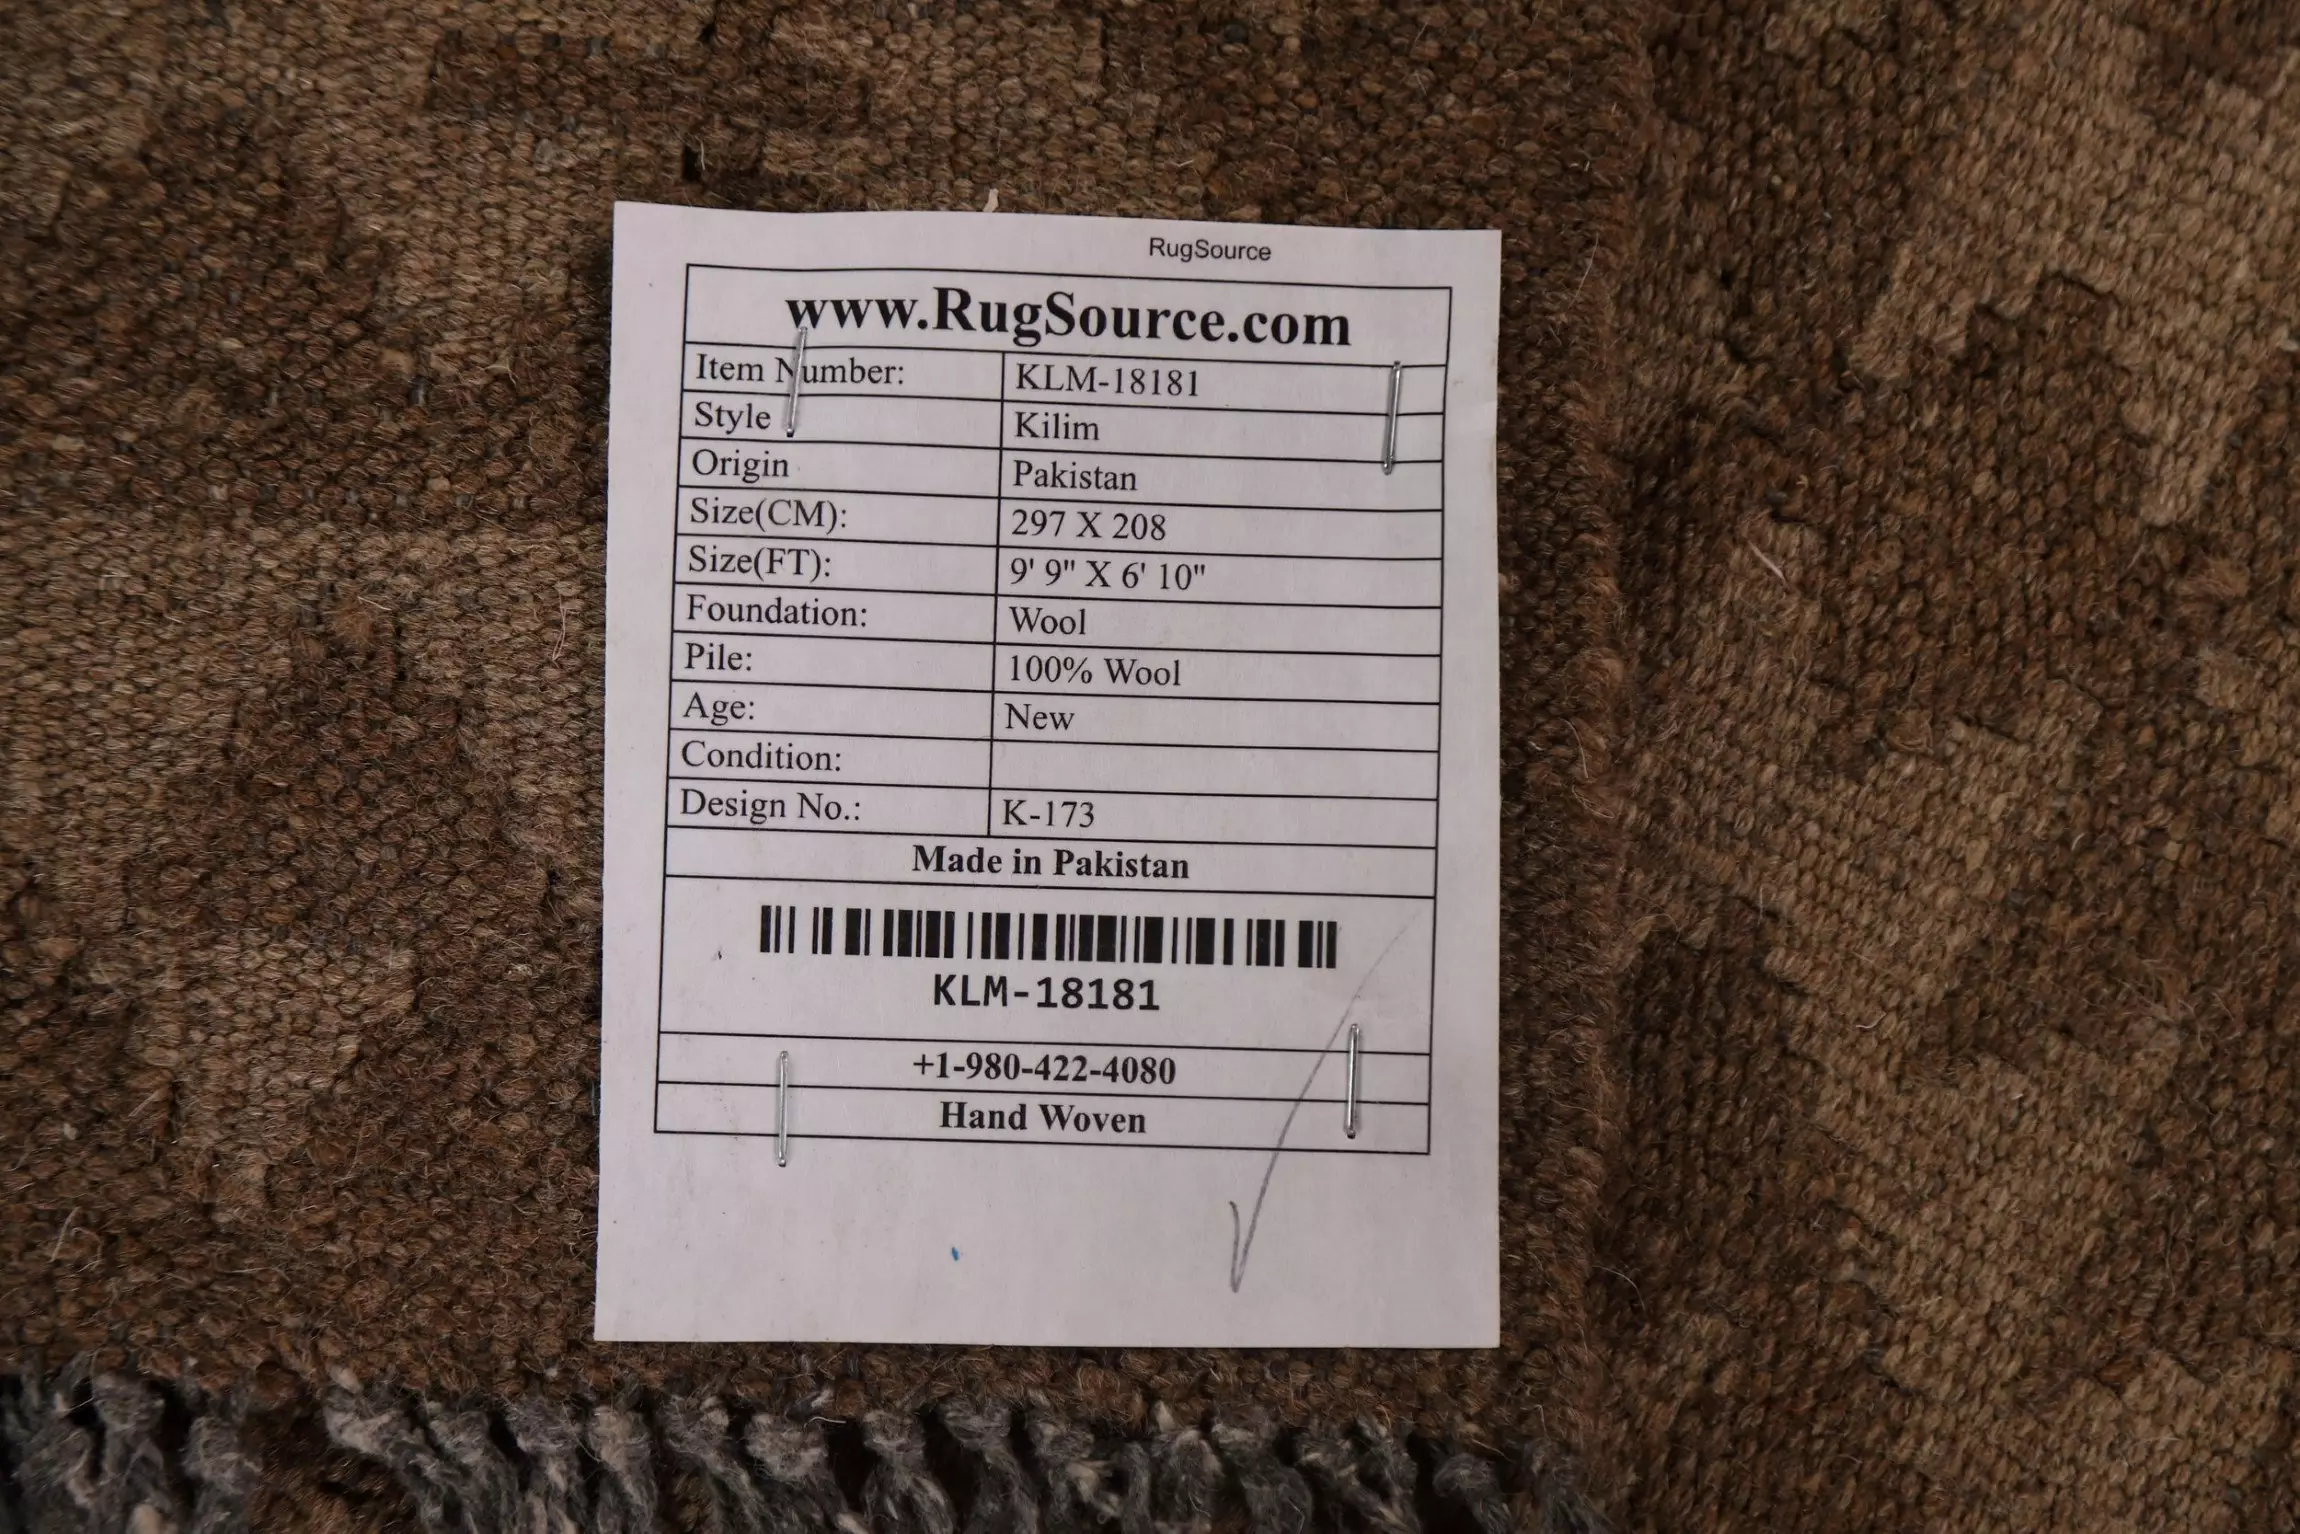 RugSource
www.RugSource.com
Item Number: KLM-18181
Style Kilim
Origin Pakistan
Size(CM): 297 X 208
Size(FT): 9' 9" X 6' 10"
Foundation: Wool
Pile: 100% Wool
Age: New
Condition:
Design No.: K-173
Made in Pakistan
KLM-18181
+1-980-422-4080
Hand Woven